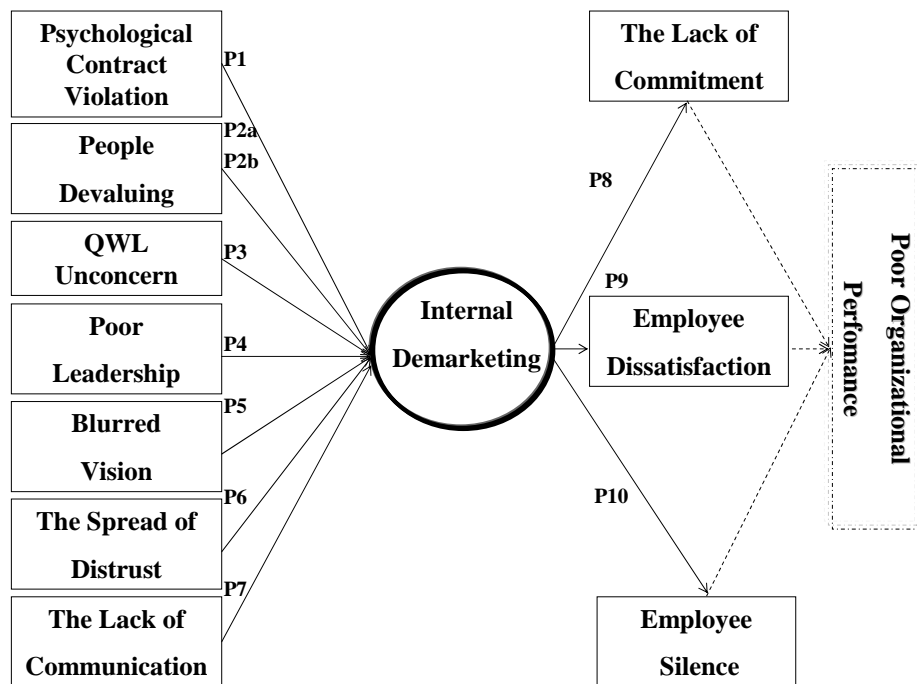 Psychological
Contract
Violation
P1
P2a
People
Devaluing
P2b
QWL
Unconcern
P3
Poor
Leadership
P4
Blurred
Vision
P5
The Spread of
Distrust
P6
The Lack of
Communication
P7
Internal
Demarketing
The Lack of
Commitment
P8
P9
Employee
Dissatisfaction
P10
Employee
Silence
Poor Organizational
Perfomance